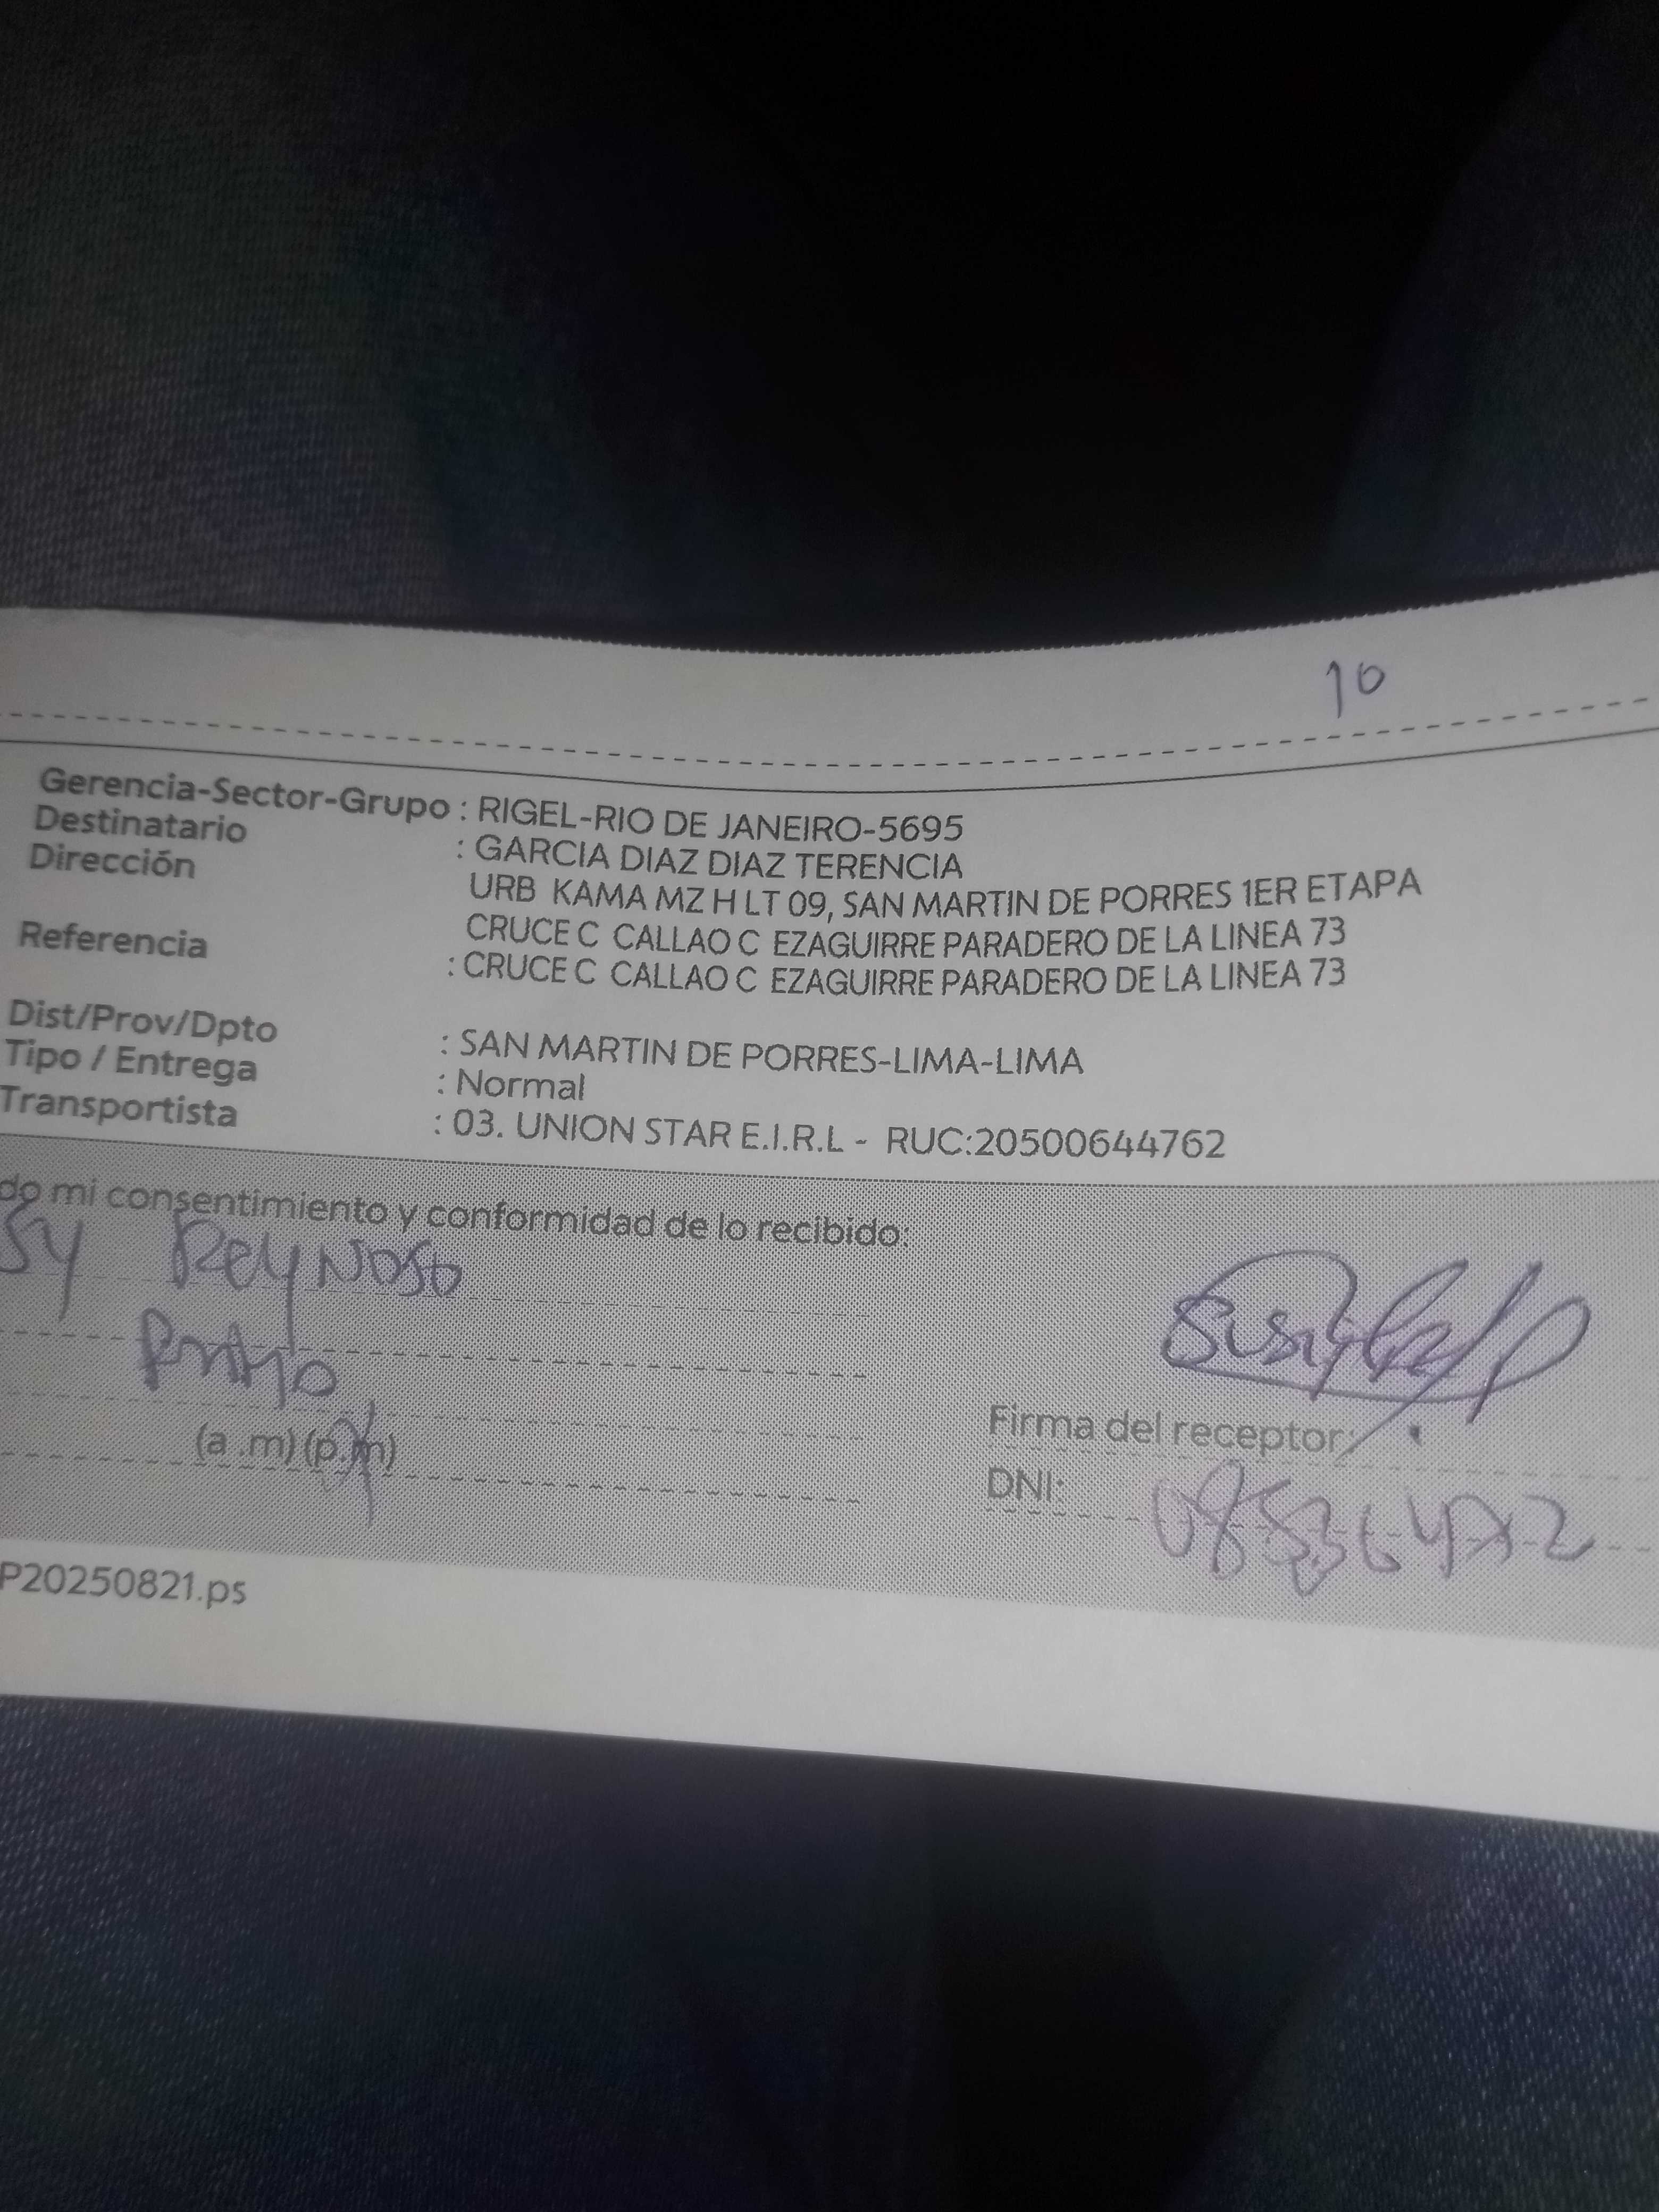 10
Gerencia-Sector-Grupo : RIGEL-RIO DE JANEIRO-5695
Destinatario : GARCIA DIAZ DIAZ TERENCIA
Dirección URB KAMA MZ H LT 09, SAN MARTIN DE PORRES 1ER ETAPA
CRUCE C CALLAO C EZAGUIRRE PARADERO DE LA LINEA 73
Referencia : CRUCE C CALLAO C EZAGUIRRE PARADERO DE LA LINEA 73
Dist/Prov/Dpto : SAN MARTIN DE PORRES-LIMA-LIMA
Tipo / Entrega : Normal
Transportista : 03. UNION STAR E.I.R.L - RUC:20500644762
do mi consentimiento y conformidad de lo recibido:
sy Reynoso
(a.m) (p.m)
Firma del receptor:
DNI:
P20250821.ps